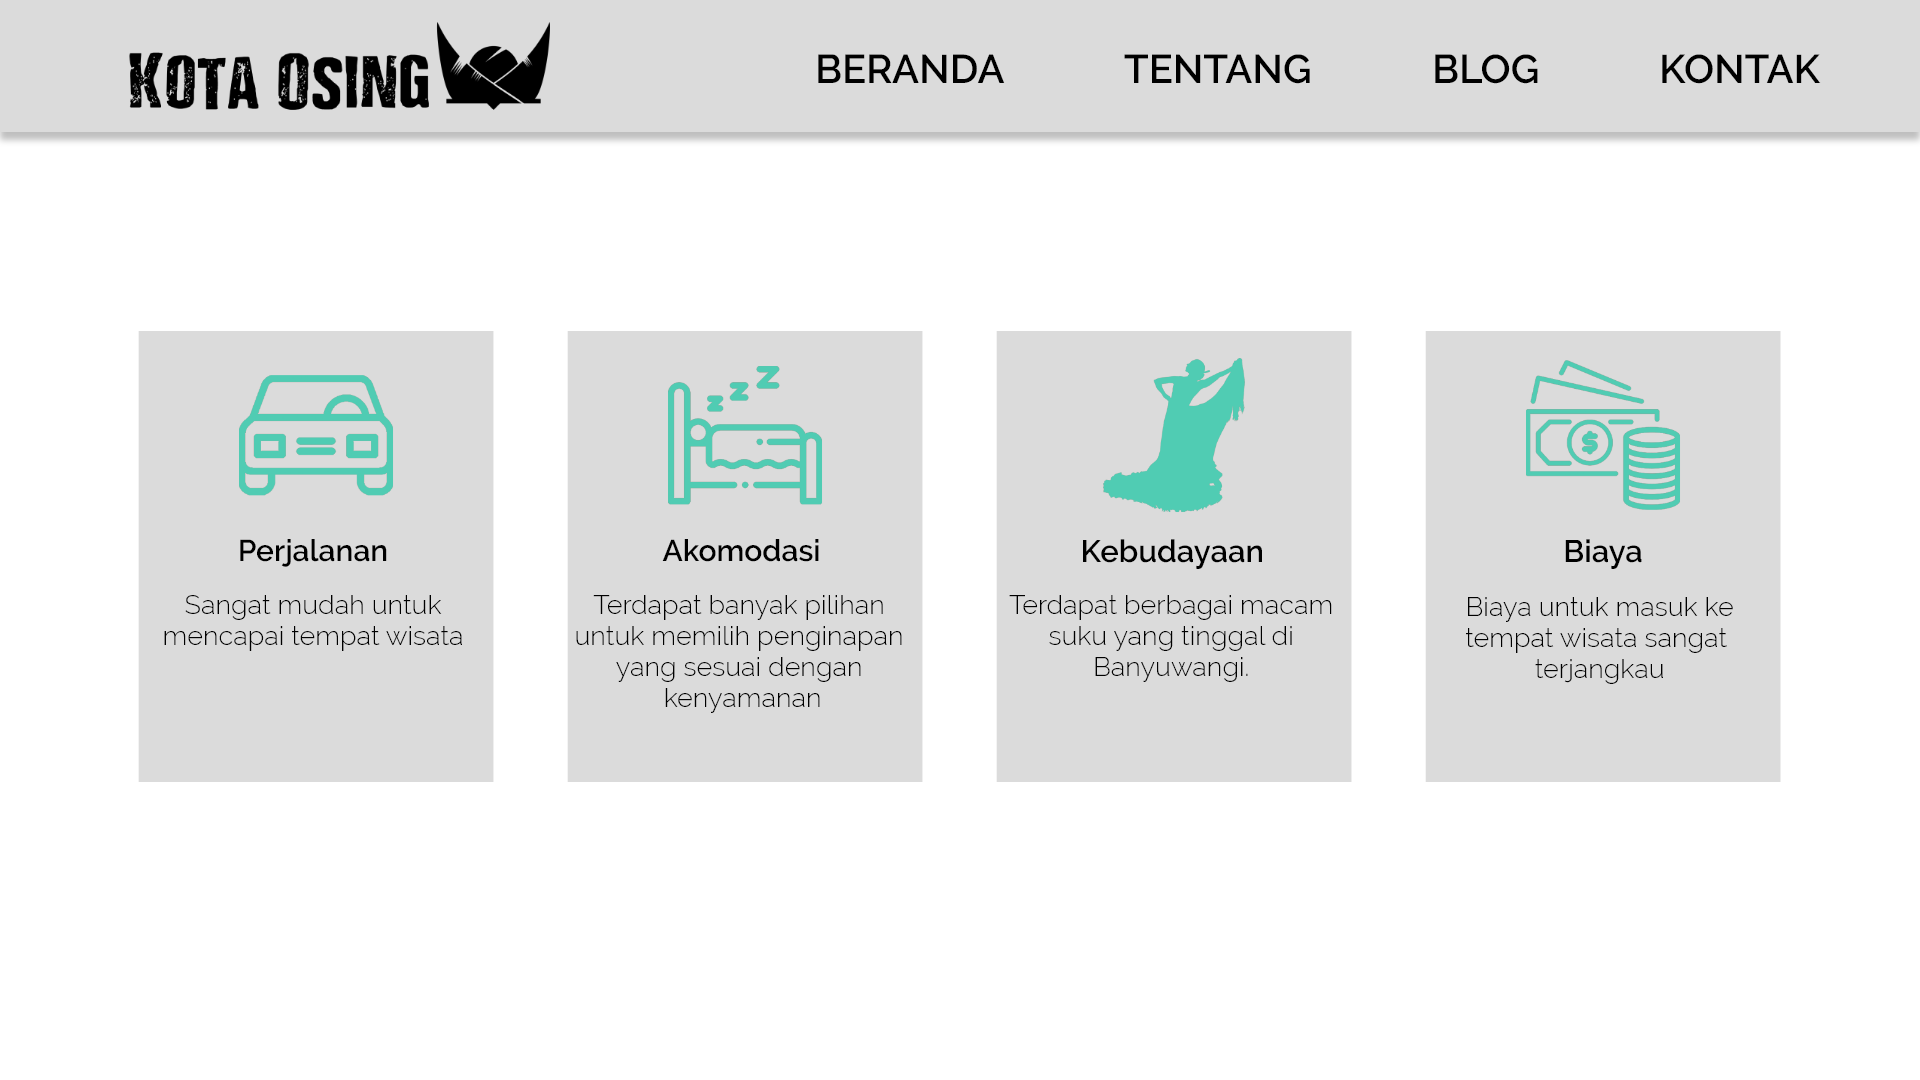 Kota Osing
BERANDA TENTANG BLOG KONTAK
z z z
$
Perjalanan
Sangat mudah untuk
mencapai tempat wisata
Akomodasi
Terdapat banyak pilihan
untuk memilih penginapan
yang sesuai dengan
kenyamanan
Kebudayaan
Terdapat berbagai macam
suku yang tinggal di
Banyuwangi.
Biaya
Biaya untuk masuk ke
tempat wisata sangat
terjangkau